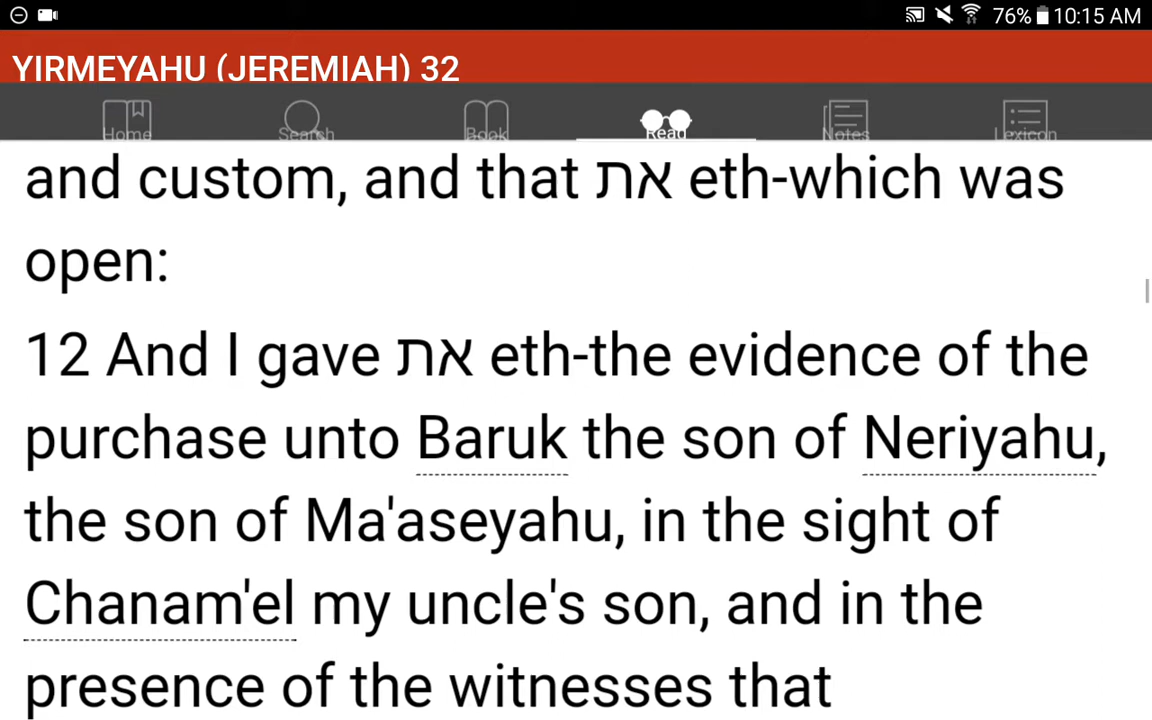 76% 10:15 AM
YIRMEYAHU (JEREMIAH) 32
Home Search Book Read Notes Lexicon
and custom, and that את eth-which was
open:
12 And I gave את eth-the evidence of the
purchase unto Baruk the son of Neriyahu,
the son of Ma'aseyahu, in the sight of
Chanam'el my uncle's son, and in the
presence of the witnesses that